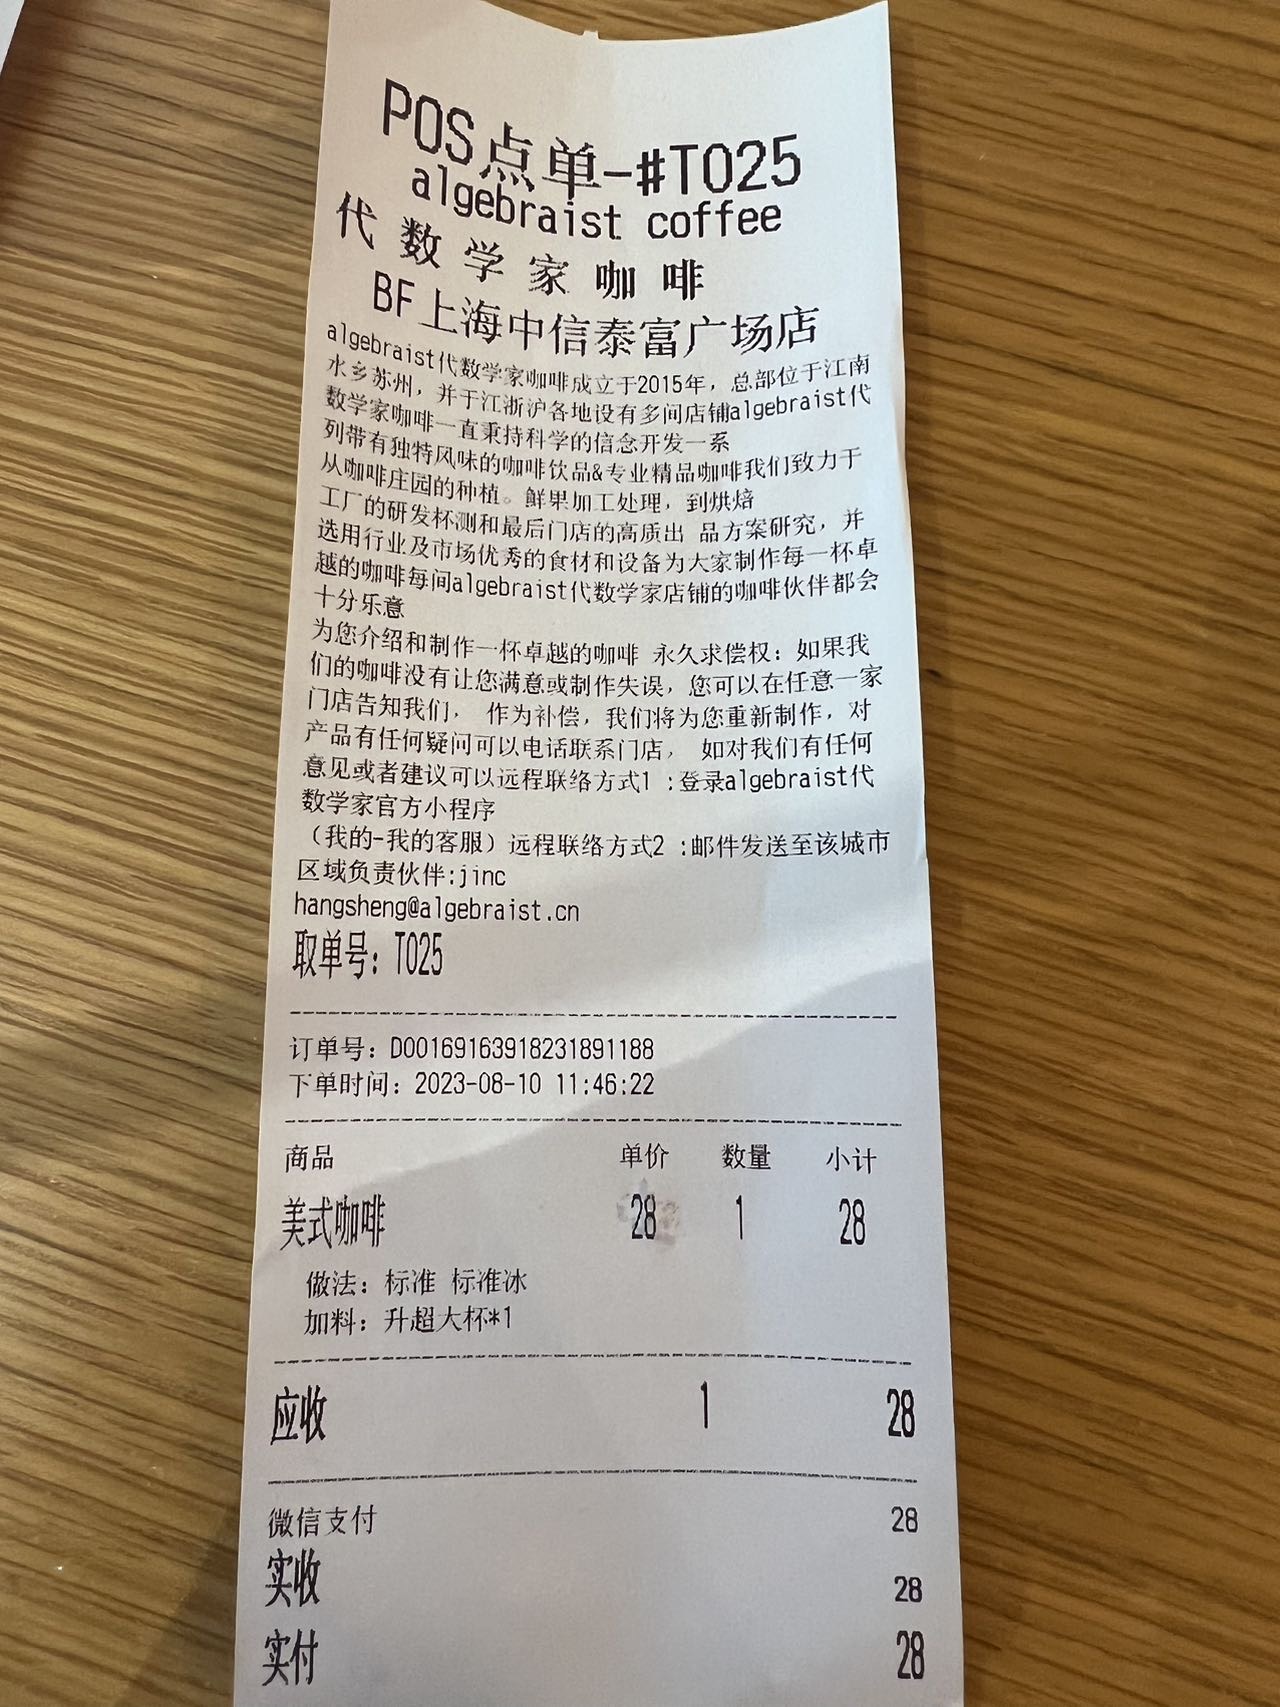 POS点单-#T025
algebraist coffee
代数学家咖啡
BF上海中信泰富广场店
algebraist代数学家咖啡成立于2015年，总部位于江南
水乡苏州，并于江浙沪各地设有多间店铺algebraist代
数学家咖啡一直秉持科学的信念开发一系
列带有独特风味的咖啡饮品&专业精品咖啡我们致力于
从咖啡庄园的种植。鲜果加工处理，到烘焙
工厂的研发杯测和最后门店的高质出 品方案研究，并
选用行业及市场优秀的食材和设备为大家制作每一杯卓
越的咖啡每间algebraist代数学家店铺的咖啡伙伴都会
十分乐意
为您介绍和制作一杯卓越的咖啡 永久求偿权：如果我
们的咖啡没有让您满意或制作失误，您可以在任意一家
门店告知我们， 作为补偿，我们将为您重新制作，对
产品有任何疑问可以电话联系门店， 如对我们有任何
意见或者建议可以远程联络方式1 :登录algebraist代
数学家官方小程序
（我的-我的客服）远程联络方式2 :邮件发送至该城市
区域负责伙伴:jinc
hangsheng@algebraist.cn
取单号：T025
订单号：D001691639182318911​88
下单时间：2023-08-10 11:46:22
商品 单价 数量 小计
美式咖啡 28 1 28
做法：标准 标准冰
加料：升超大杯*1
应收 1 28
微信支付 28
实收 28
实付 28